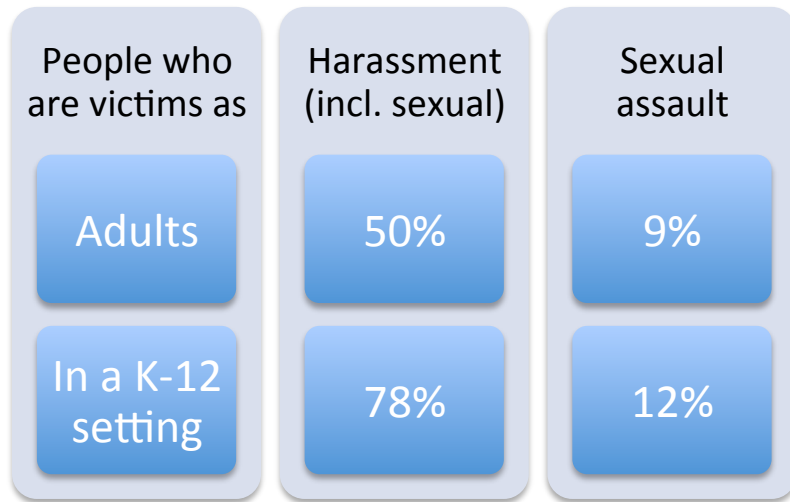 People who
are victims as
Harassment
(incl. sexual)
Sexual
assault
Adults
50%
9%
In a K-12
setting
78%
12%